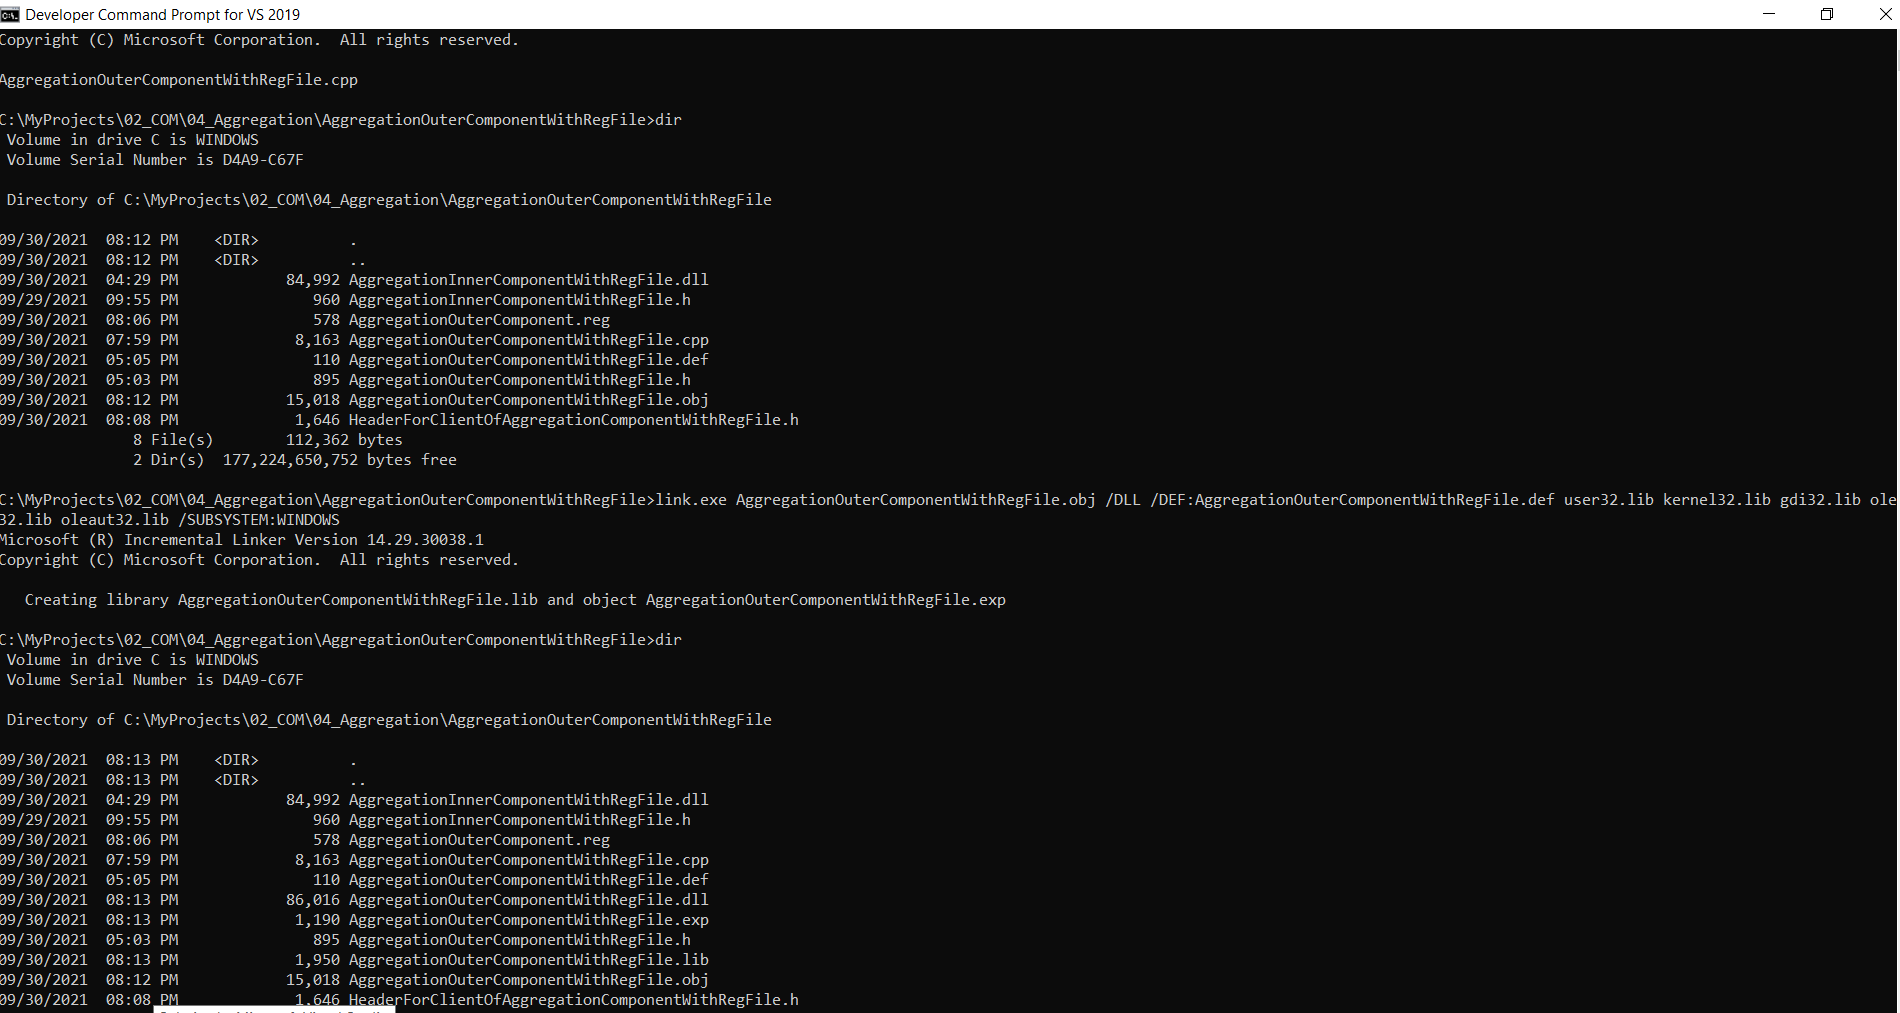 Developer Command Prompt for VS 2019
Copyright (C) Microsoft Corporation.  All rights reserved.
AggregationOuterComponentWithRegFile.cpp
C:\MyProjects\02_COM\04_Aggregation\AggregationOuterComponentWithRegFile>dir
 Volume in drive C is WINDOWS
 Volume Serial Number is D4A9-C67F
 Directory of C:\MyProjects\02_COM\04_Aggregation\AggregationOuterComponentWithRegFile
09/30/2021  08:12 PM    <DIR>          .
09/30/2021  08:12 PM    <DIR>          ..
09/30/2021  04:29 PM            84,992 AggregationInnerComponentWithRegFile.dll
09/29/2021  09:55 PM               960 AggregationInnerComponentWithRegFile.h
09/30/2021  08:06 PM               578 AggregationOuterComponent.reg
09/30/2021  07:59 PM             8,163 AggregationOuterComponentWithRegFile.cpp
09/30/2021  05:05 PM               110 AggregationOuterComponentWithRegFile.def
09/30/2021  05:03 PM               895 AggregationOuterComponentWithRegFile.h
09/30/2021  08:12 PM            15,018 AggregationOuterComponentWithRegFile.obj
09/30/2021  08:08 PM             1,646 HeaderForClientOfAggregationComponentWithRegFile.h
               8 File(s)        112,362 bytes
               2 Dir(s)  177,224,650,752 bytes free
C:\MyProjects\02_COM\04_Aggregation\AggregationOuterComponentWithRegFile>link.exe AggregationOuterComponentWithRegFile.obj /DLL /DEF:AggregationOuterComponentWithRegFile.def user32.lib kernel32.lib gdi32.lib ole
32.lib oleaut32.lib /SUBSYSTEM:WINDOWS
Microsoft (R) Incremental Linker Version 14.29.30038.1
Copyright (C) Microsoft Corporation.  All rights reserved.
   Creating library AggregationOuterComponentWithRegFile.lib and object AggregationOuterComponentWithRegFile.exp
C:\MyProjects\02_COM\04_Aggregation\AggregationOuterComponentWithRegFile>dir
 Volume in drive C is WINDOWS
 Volume Serial Number is D4A9-C67F
 Directory of C:\MyProjects\02_COM\04_Aggregation\AggregationOuterComponentWithRegFile
09/30/2021  08:13 PM    <DIR>          .
09/30/2021  08:13 PM    <DIR>          ..
09/30/2021  04:29 PM            84,992 AggregationInnerComponentWithRegFile.dll
09/29/2021  09:55 PM               960 AggregationInnerComponentWithRegFile.h
09/30/2021  08:06 PM               578 AggregationOuterComponent.reg
09/30/2021  07:59 PM             8,163 AggregationOuterComponentWithRegFile.cpp
09/30/2021  05:05 PM               110 AggregationOuterComponentWithRegFile.def
09/30/2021  08:13 PM            86,016 AggregationOuterComponentWithRegFile.dll
09/30/2021  08:13 PM             1,190 AggregationOuterComponentWithRegFile.exp
09/30/2021  05:03 PM               895 AggregationOuterComponentWithRegFile.h
09/30/2021  08:13 PM             1,950 AggregationOuterComponentWithRegFile.lib
09/30/2021  08:12 PM            15,018 AggregationOuterComponentWithRegFile.obj
09/30/2021  08:08 PM             1,646 HeaderForClientOfAggregationComponentWithRegFile.h